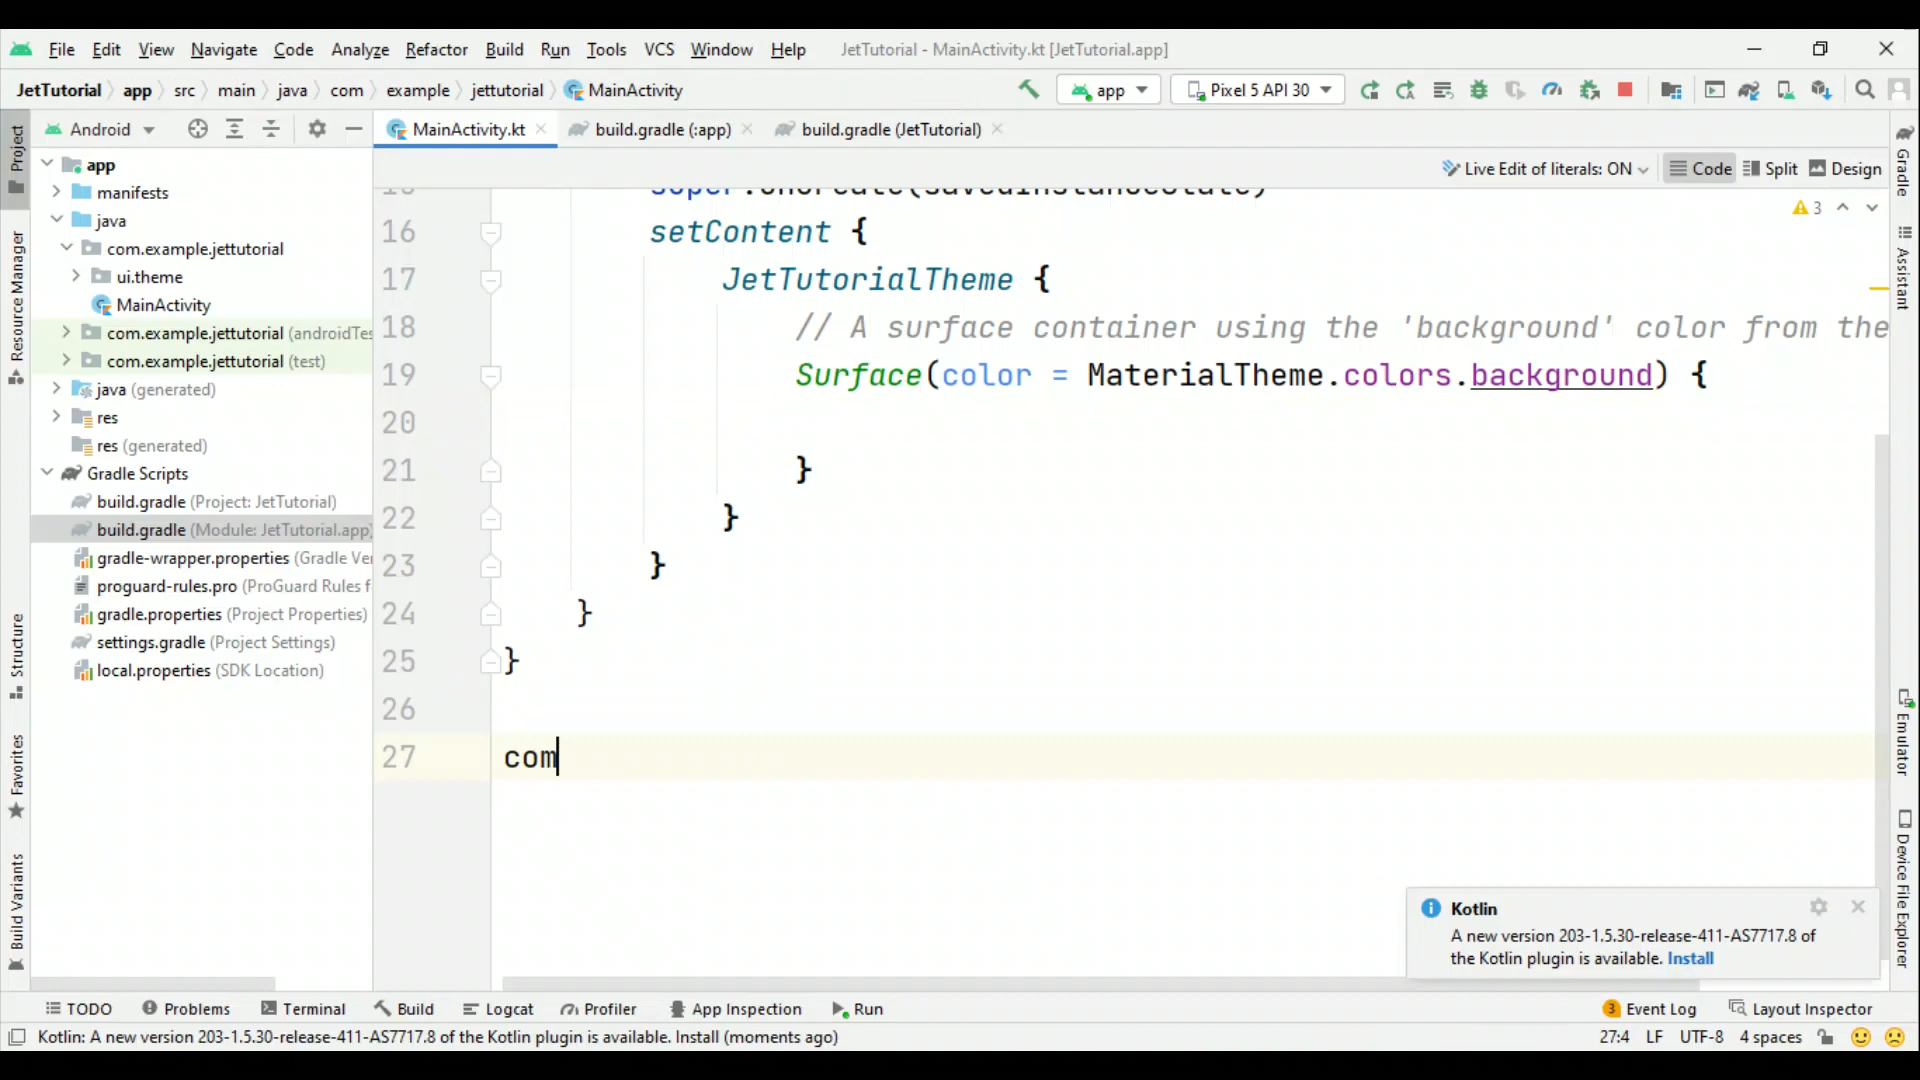 File Edit View Navigate Code Analyze Refactor Build Run Tools VCS Window Help JetTutorial - MainActivity.kt [JetTutorial.app]
JetTutorial app src main java com example jettutorial MainActivity app Pixel 5 API 30
Project
Android
MainActivity.kt build.gradle (:app) build.gradle (JetTutorial)
Live Edit of literals: ON Code Split Design
3
app
manifests
java
com.example.jettutorial
ui.theme
MainActivity
com.example.jettutorial (androidTes
com.example.jettutorial (test)
java (generated)
res
res (generated)
Gradle Scripts
build.gradle (Project: JetTutorial)
build.gradle (Module: JetTutorial.app)
gradle-wrapper.properties (Gradle Ver
proguard-rules.pro (ProGuard Rules f
gradle.properties (Project Properties)
settings.gradle (Project Settings)
local.properties (SDK Location)
Resource Manager
Structure
Favorites
Build Variants
super.onCreate(savedInstanceState)
16 setContent {
17 JetTutorialTheme {
18 // A surface container using the 'background' color from the
19 Surface(color = MaterialTheme.colors.background) {
20
21 }
22 }
23 }
24 }
25 }
26
27 com
Gradle
Assistant
Emulator
Device File Explorer
Kotlin
A new version 203-1.5.30-release-411-AS7717.8 of
the Kotlin plugin is available. Install
TODO Problems Terminal Build Logcat Profiler App Inspection Run 3 Event Log Layout Inspector
Kotlin: A new version 203-1.5.30-release-411-AS7717.8 of the Kotlin plugin is available. Install (moments ago) 27:4 LF UTF-8 4 spaces